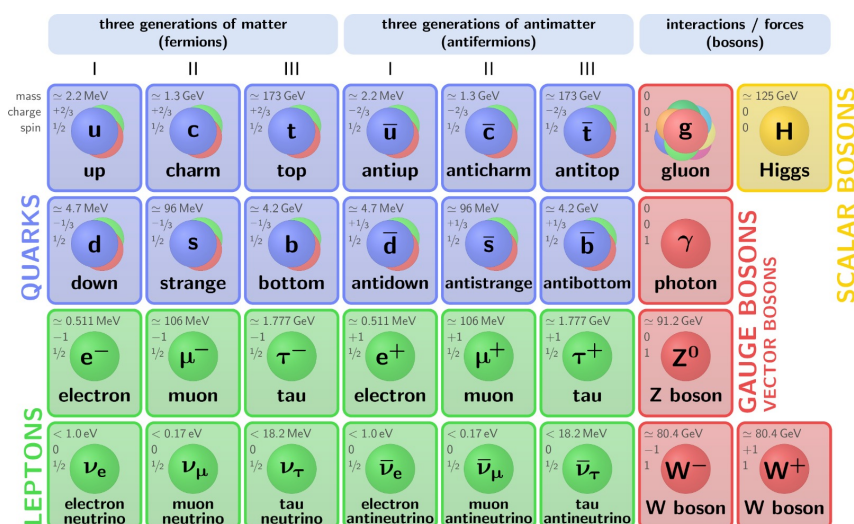 three generations of matter
(fermions)
three generations of antimatter
(antifermions)
interactions / forces
(bosons)
I II III I II III
mass
charge
spin
≃ 2.2 MeV
+2/3
1/2
u
up
≃ 1.3 GeV
+2/3
1/2
c
charm
≃ 173 GeV
+2/3
1/2
t
top
≃ 2.2 MeV
−2/3
1/2
u̅
antiup
≃ 1.3 GeV
−2/3
1/2
c̅
anticharm
≃ 173 GeV
−2/3
1/2
t̅
antitop
0
0
1
g
gluon
≃ 125 GeV
0
0
H
Higgs
QUARKS
≃ 4.7 MeV
−1/3
1/2
d
down
≃ 96 MeV
−1/3
1/2
s
strange
≃ 4.2 GeV
−1/3
1/2
b
bottom
≃ 4.7 MeV
+1/3
1/2
d̅
antidown
≃ 96 MeV
+1/3
1/2
s̅
antistrange
≃ 4.2 GeV
+1/3
1/2
b̅
antibottom
0
0
1
γ
photon
SCALAR BOSONS
≃ 0.511 MeV
−1
1/2
e−
electron
≃ 106 MeV
−1
1/2
μ−
muon
≃ 1.777 GeV
−1
1/2
τ−
tau
≃ 0.511 MeV
+1
1/2
e+
electron
≃ 106 MeV
+1
1/2
μ+
muon
≃ 1.777 GeV
+1
1/2
τ+
tau
≃ 91.2 GeV
0
1
Z0
Z boson
GAUGE BOSONS
VECTOR BOSONS
LEPTONS
< 1.0 eV
0
1/2
νe
electron
neutrino
< 0.17 eV
0
1/2
νμ
muon
neutrino
< 18.2 MeV
0
1/2
ντ
tau
neutrino
< 1.0 eV
0
1/2
ν̅e
electron
antineutrino
< 0.17 MeV
0
1/2
ν̅μ
muon
antineutrino
< 18.2 MeV
0
1/2
ν̅τ
tau
antineutrino
≃ 80.4 GeV
−1
1
W−
W boson
≃ 80.4 GeV
+1
1
W+
W boson